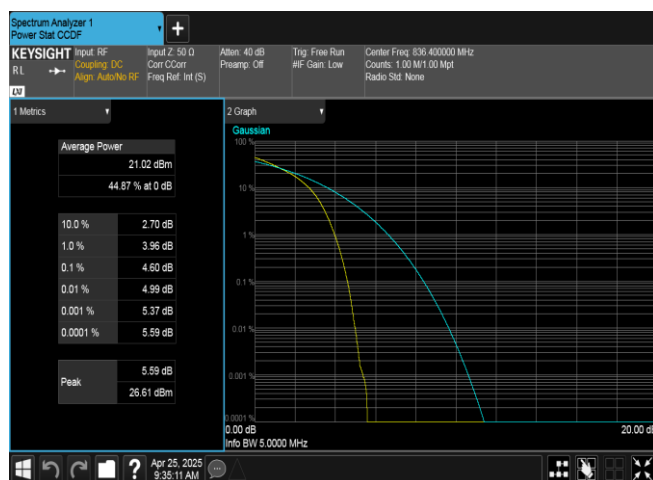 Spectrum Analyzer 1
Power Stat CCDF
+
KEYSIGHT
R L
LXI
Input: RF
Coupling: DC
Align: Auto/No RF
Input Z: 50 Ω
Corr CCorr
Freq Ref: Int (S)
Atten: 40 dB
Preamp: Off
Trig: Free Run
#IF Gain: Low
Center Freq: 836.400000 MHz
Counts: 1.00 M/1.00 Mpt
Radio Std: None
1 Metrics
Average Power
21.02 dBm
44.87 % at 0 dB
10.0 % 2.70 dB
1.0 % 3.96 dB
0.1 % 4.60 dB
0.01 % 4.99 dB
0.001 % 5.37 dB
0.0001 % 5.59 dB
Peak
5.59 dB
26.61 dBm
2 Graph
Gaussian
100 %
10 %
1 %
0.1 %
0.01 %
0.001 %
0.0001 %
0.00 dB 20.00 dB
Info BW 5.0000 MHz
?
Apr 25, 2025
9:35:11 AM